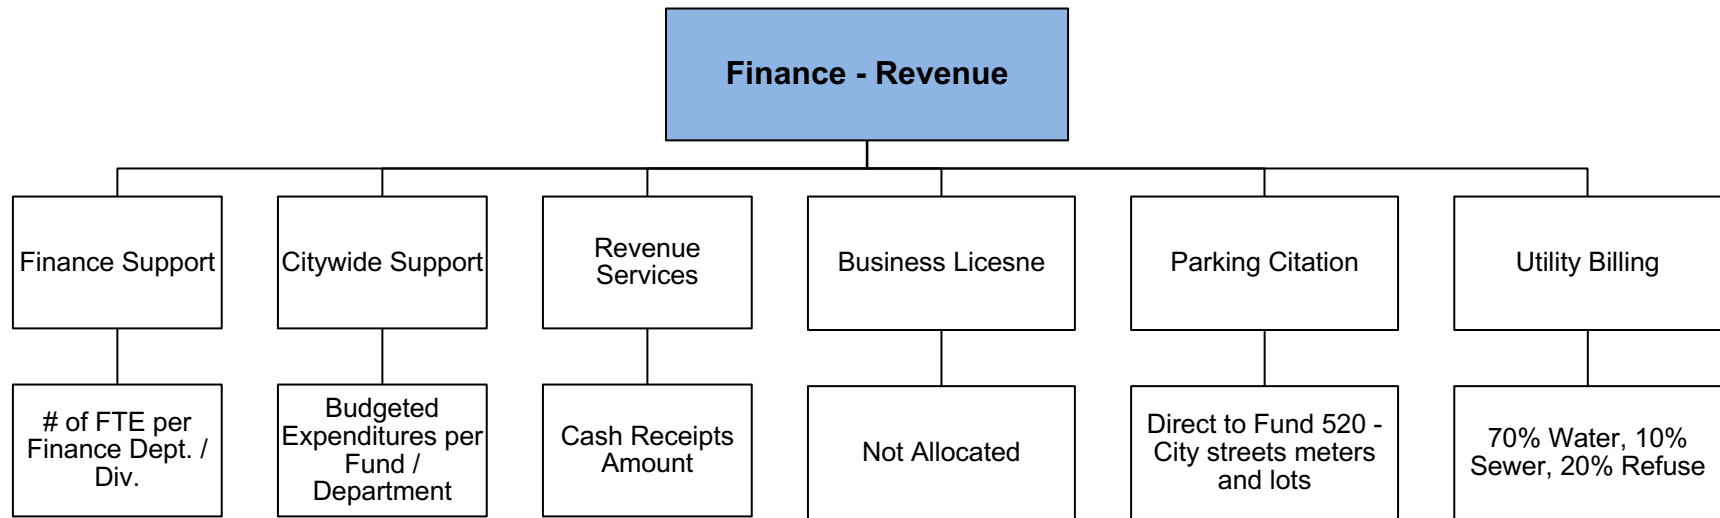 Finance - Revenue
Finance Support
Citywide Support
Revenue
Services
Business Licesne
Parking Citation
Utility Billing
# of FTE per
Finance Dept. /
Div.
Budgeted
Expenditures per
Fund /
Department
Cash Receipts
Amount
Not Allocated
Direct to Fund 520 -
City streets meters
and lots
70% Water, 10%
Sewer, 20% Refuse